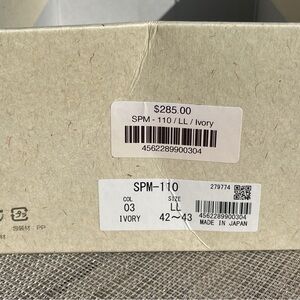 $285.00
SPM - 110 / LL / Ivory
4562289900304
SPM-110
279774
COL
SIZE
03
LL
4562289900304
IVORY
42～43
MADE IN JAPAN
PP